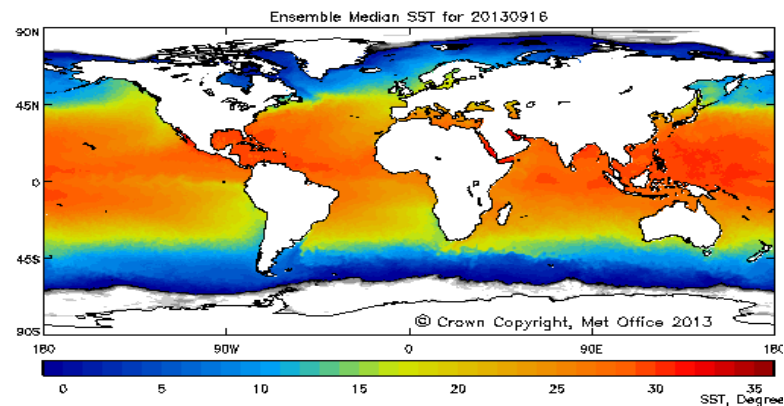 Ensemble Median SST for 20130916
90N
45N
0
45S
90S
© Crown Copyright, Met Office 2013
180 90W 0 90E 180
0 5 10 15 20 25 30 35
SST, Degree